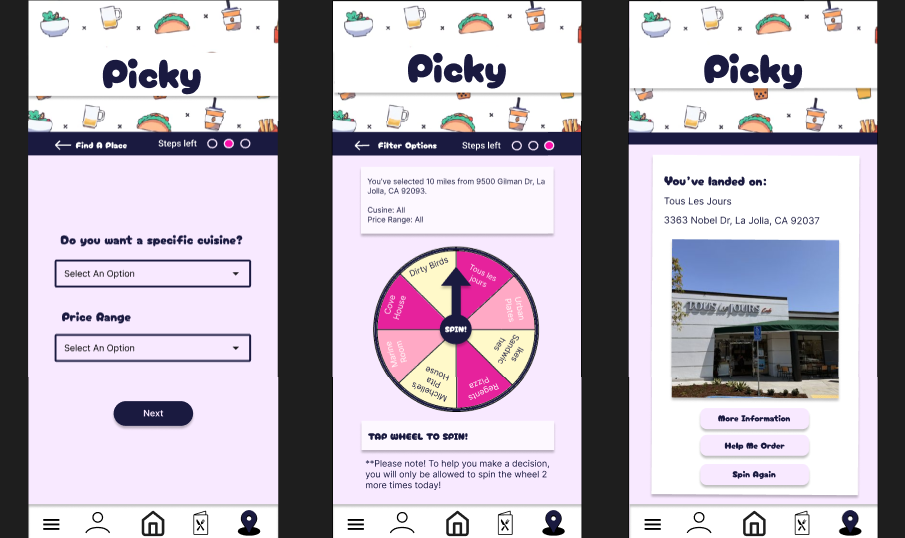 Picky
Find A Place
Steps left
Do you want a specific cuisine?
Select An Option
Price Range
Select An Option
Next
Picky
Filter Options
Steps left
You've selected 10 miles from 9500 Gilman Dr, La
Jolla, CA 92093.
Cusine: All
Price Range: All
Dirty Birds
Tous les
jours
Urban
Plates
Ikes
Sandwic
hes
Regents
Pizza
Michelle's
Pita
House
Marine
Room
Cove
House
SPIN!
TAP WHEEL TO SPIN!
**Please note! To help you make a decision,
you will only be allowed to spin the wheel 2
more times today!
Picky
You've landed on:
Tous Les Jours
3363 Nobel Dr, La Jolla, CA 92037
TOUS les JOURS
More Information
Help Me Order
Spin Again